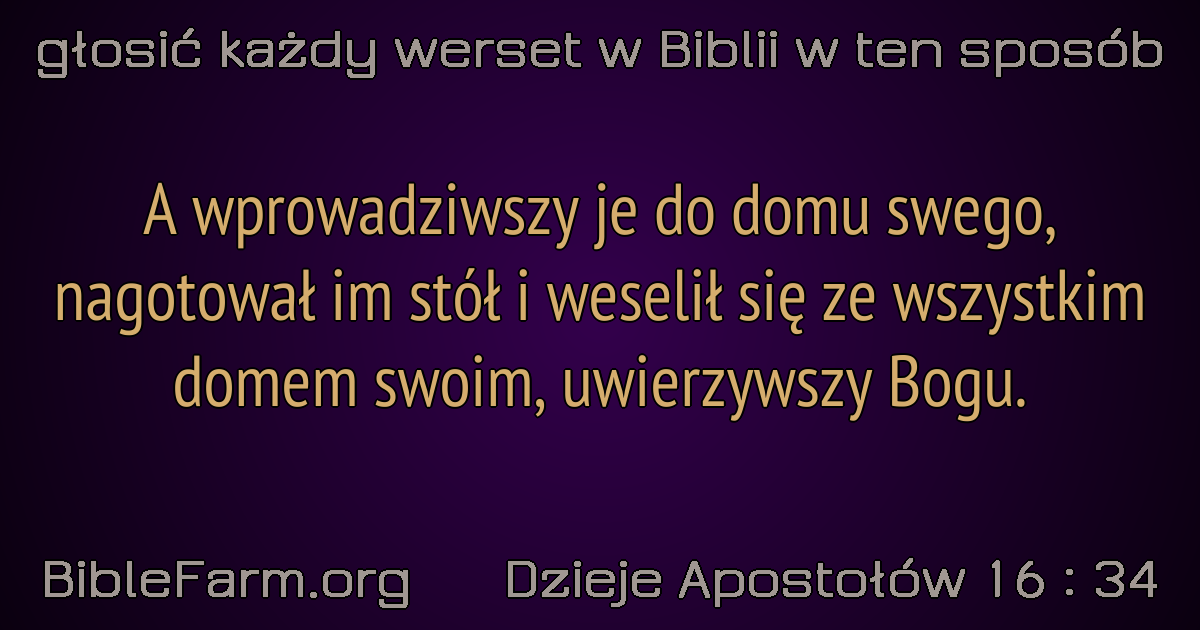 głosić każdy werset w Biblii w ten sposób
A wprowadziwszy je do domu swego,
nagotował im stół i weselił się ze wszystkim
domem swoim, uwierzywszy Bogu.
BibleFarm.org Dzieje Apostołów 16 : 34